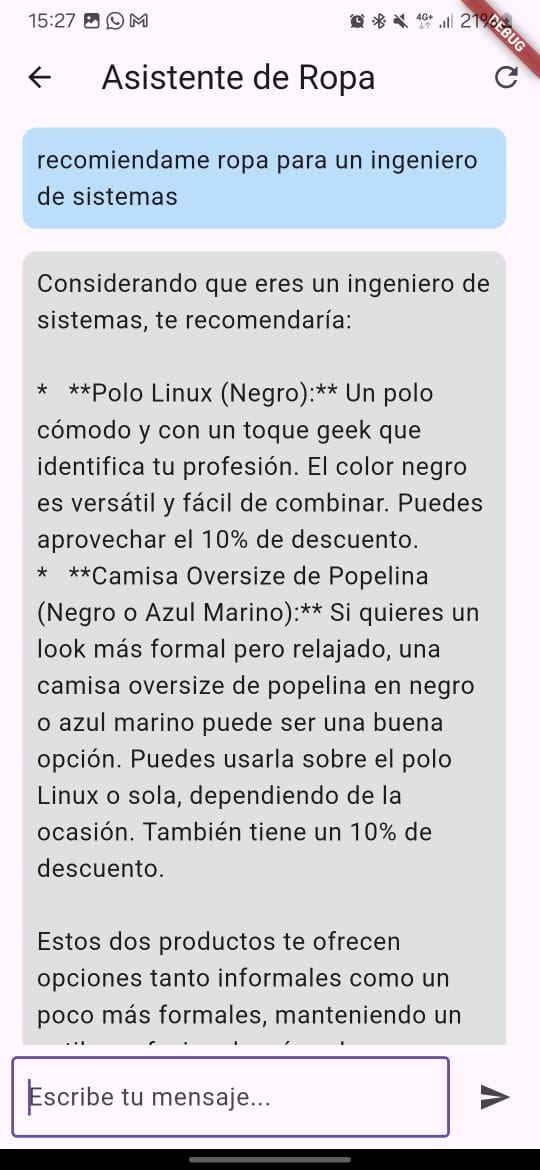 15:27 4G+ 21%
DEBUG
Asistente de Ropa
recomiendame ropa para un ingeniero
de sistemas
Considerando que eres un ingeniero de
sistemas, te recomendaría:
* **Polo Linux (Negro):** Un polo
cómodo y con un toque geek que
identifica tu profesión. El color negro
es versátil y fácil de combinar. Puedes
aprovechar el 10% de descuento.
* **Camisa Oversize de Popelina
(Negro o Azul Marino):** Si quieres un
look más formal pero relajado, una
camisa oversize de popelina en negro
o azul marino puede ser una buena
opción. Puedes usarla sobre el polo
Linux o sola, dependiendo de la
ocasión. También tiene un 10% de
descuento.
Estos dos productos te ofrecen
opciones tanto informales como un
poco más formales, manteniendo un
Escribe tu mensaje...